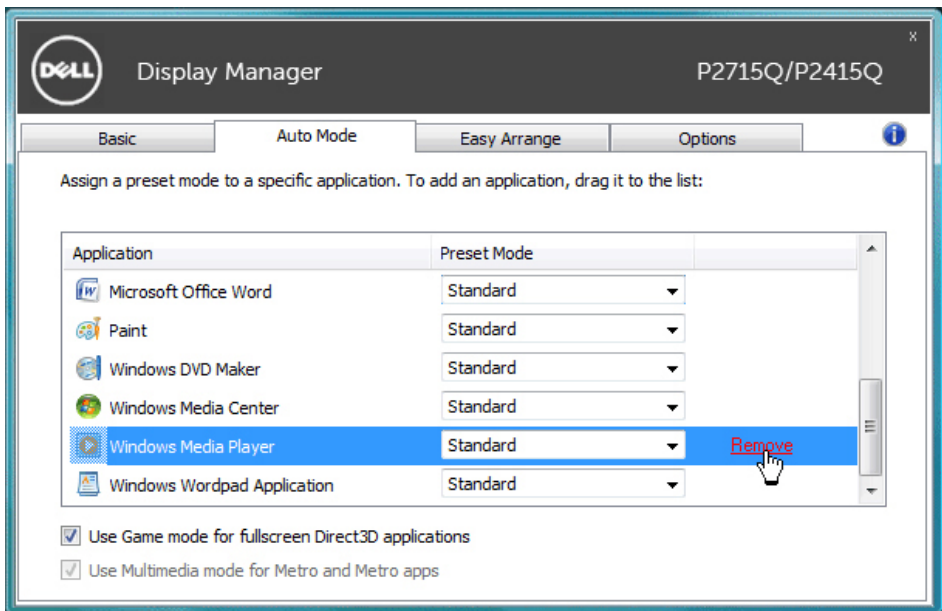 DELL Display Manager P2715Q/P2415Q x
Basic Auto Mode Easy Arrange Options i
Assign a preset mode to a specific application. To add an application, drag it to the list:
Application Preset Mode
Microsoft Office Word Standard
Paint Standard
Windows DVD Maker Standard
Windows Media Center Standard
Windows Media Player Standard Remove
Windows Wordpad Application Standard
Use Game mode for fullscreen Direct3D applications
Use Multimedia mode for Metro and Metro apps